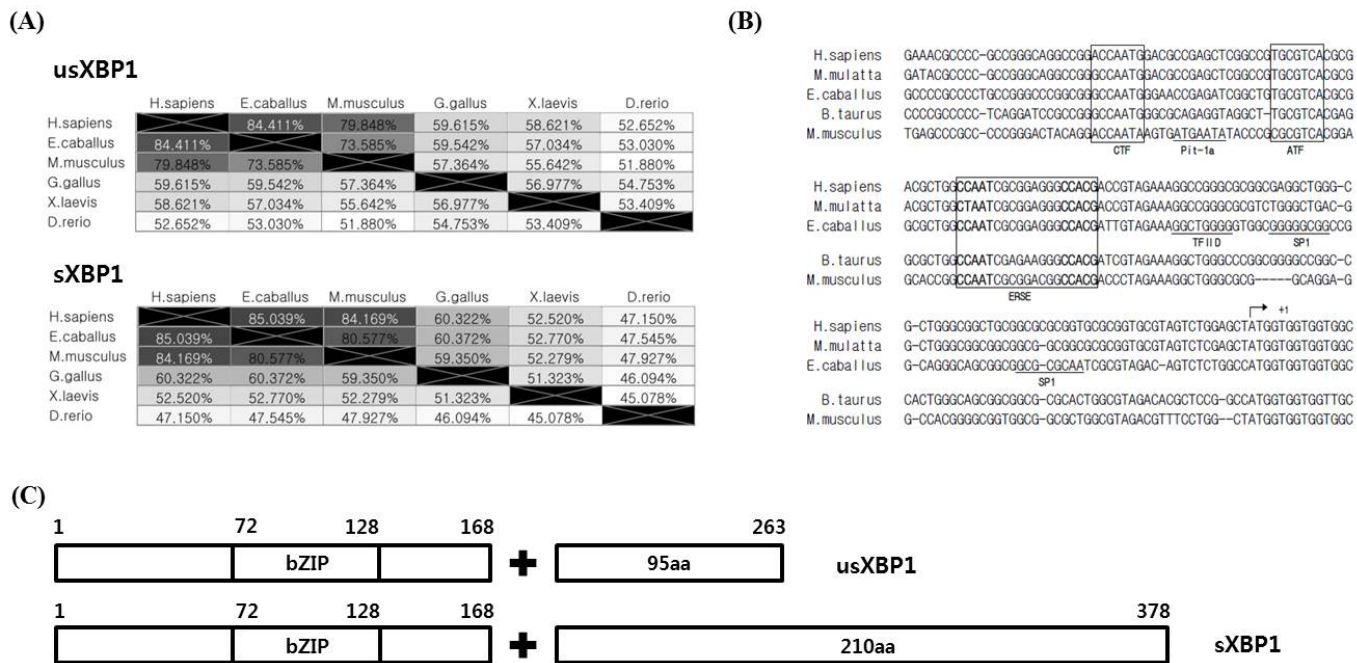 (A)
usXBP1
H.sapiens E.caballus M.musculus G.gallus X.laevis D.rerio
H.sapiens 84.411% 79.848% 59.615% 58.621% 52.652%
E.caballus 84.411% 73.585% 59.542% 57.034% 53.030%
M.musculus 79.848% 73.585% 57.364% 55.642% 51.880%
G.gallus 59.615% 59.542% 57.364% 56.977% 54.753%
X.laevis 58.621% 57.034% 55.642% 56.977% 53.409%
D.rerio 52.652% 53.030% 51.880% 54.753% 53.409%
sXBP1
H.sapiens E.caballus M.musculus G.gallus X.laevis D.rerio
H.sapiens 85.039% 84.169% 60.322% 52.520% 47.150%
E.caballus 85.039% 80.577% 60.372% 52.770% 47.545%
M.musculus 84.169% 80.577% 59.350% 52.279% 47.927%
G.gallus 60.322% 60.372% 59.350% 51.323% 46.094%
X.laevis 52.520% 52.770% 52.279% 51.323% 45.078%
D.rerio 47.150% 47.545% 47.927% 46.094% 45.078%
(B)
H.sapiens GAAACGCCCC-GCCGGGCAGGCCGGACCAATGGACGCCGAGCTCGGCCGTGCGTCACGCG
M.mulatta GATACGCCCC-GCCGGGCAGGCCGGGCCAATGGACGCCGAGCTCGGCCGTGCGTCACGCG
E.caballus GCCCCGCCCCTGCCGGGCCCGGCGGGCCAATGGGAACCGAGATCGGCTGTGCGTCACGCG
B.taurus CCCCGCCCCC-TCAGGATCCGCCGGGCCAATGGGCGCAGAGGTAGGCT-TGCGTCACGAG
M.musculus TGAGCCCGCC-CCCGGGACTACAGGACCAATAAGTGATGAATATACCCGCGCGTCACGGA
CTF Pit-1a ATF
H.sapiens ACGCTGGCCAATCGCGGAGGGCCACGACCGTAGAAAGGCCGGGCGCGGCGAGGCTGGG-C
M.mulatta ACGCTGGCTAATCGCGGAGGGCCACGACCGTAGAAAGGCCGGGCGCGTCTGGGCTGAC-G
E.caballus GCGCTGGCCAATCGCGGAGGGCCACGATTGTAGAAAGGCTGGGGGTGGCGGGGGCGGCCG
TFIID SP1
B.taurus GCGCTGGCCAATCGAGAAGGGCCACGATCGTAGAAAGGCTGGGCCCGGCGGGGCCGGC-C
M.musculus GCACCGGCCAATCGCGGACGGCCACGACCCTAGAAAGGCTGGGCGCG-----GCAGGA-G
ERSE
+1
H.sapiens G-CTGGGCGGCTGCGGCGCGCGGTGCGCGGTGCGTAGTCTGGAGCTATGGTGGTGGTGGC
M.mulatta G-CTGGGCGGCGGCGGCG-GCGGCGCGCGGTGCGTAGTCTCGAGCTATGGTGGTGGTGGC
E.caballus G-CAGGGCAGCGGCGGCG-CGCAATCGCGTAGAC-AGTCTCTGGCCATGGTGGTGGTGGC
SP1
B.taurus CACTGGGCAGCGGCGGCG-CGCACTGGCGTAGACACGCTCCG-GCCATGGTGGTGGTTGC
M.musculus G-CCACGGGGCGGTGGCG-GCGCTGGCGTAGACGTTTCCTGG--CTATGGTGGTGGTGGC
(C)
1 72 128 168 263
bZIP + 95aa usXBP1
1 72 128 168 378
bZIP + 210aa sXBP1